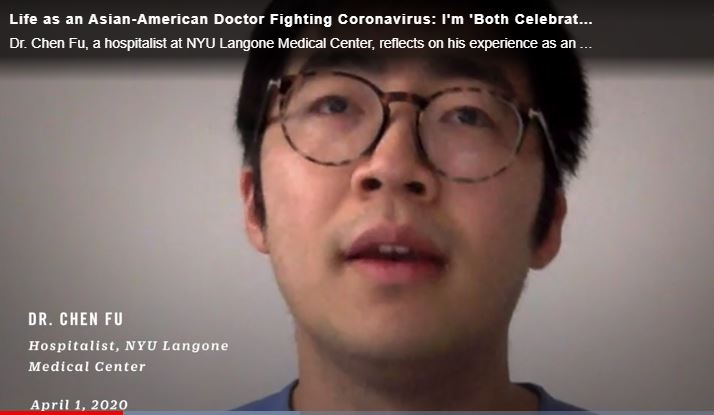 Life as an Asian-American Doctor Fighting Coronavirus: I'm 'Both Celebrat...
Dr. Chen Fu, a hospitalist at NYU Langone Medical Center, reflects on his experience as an ...
DR. CHEN FU
Hospitalist, NYU Langone
Medical Center
April 1, 2020